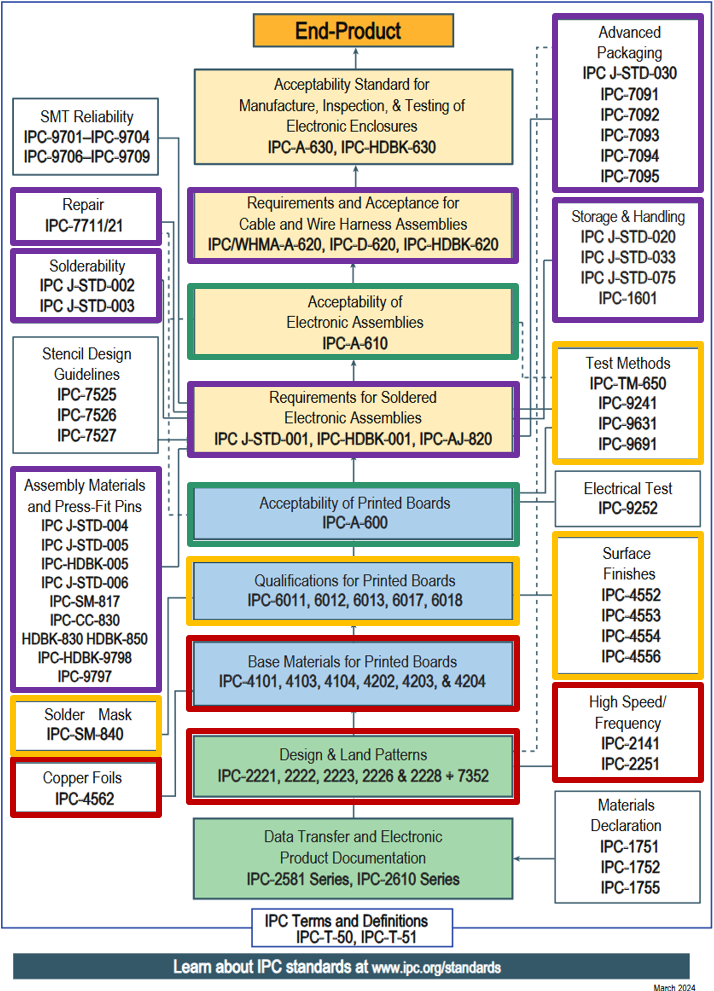 End-Product
Acceptability Standard for
Manufacture, Inspection, & Testing of
Electronic Enclosures
IPC-A-630, IPC-HDBK-630
Requirements and Acceptance for
Cable and Wire Harness Assemblies
IPC/WHMA-A-620, IPC-D-620, IPC-HDBK-620
Acceptability of
Electronic Assemblies
IPC-A-610
Requirements for Soldered
Electronic Assemblies
IPC J-STD-001, IPC-HDBK-001, IPC-AJ-820
Acceptability of Printed Boards
IPC-A-600
Qualifications for Printed Boards
IPC-6011, 6012, 6013, 6017, 6018
Base Materials for Printed Boards
IPC-4101, 4103, 4104, 4202, 4203, & 4204
Design & Land Patterns
IPC-2221, 2222, 2223, 2226 & 2228 + 7352
Data Transfer and Electronic
Product Documentation
IPC-2581 Series, IPC-2610 Series
SMT Reliability
IPC-9701–IPC-9704
IPC-9706–IPC-9709
Repair
IPC-7711/21
Solderability
IPC J-STD-002
IPC J-STD-003
Stencil Design
Guidelines
IPC-7525
IPC-7526
IPC-7527
Assembly Materials
and Press-Fit Pins
IPC J-STD-004
IPC J-STD-005
IPC-HDBK-005
IPC J-STD-006
IPC-SM-817
IPC-CC-830
HDBK-830 HDBK-850
IPC-HDBK-9798
IPC-9797
Solder Mask
IPC-SM-840
Copper Foils
IPC-4562
Advanced
Packaging
IPC J-STD-030
IPC-7091
IPC-7092
IPC-7093
IPC-7094
IPC-7095
Storage & Handling
IPC J-STD-020
IPC J-STD-033
IPC J-STD-075
IPC-1601
Test Methods
IPC-TM-650
IPC-9241
IPC-9631
IPC-9691
Electrical Test
IPC-9252
Surface
Finishes
IPC-4552
IPC-4553
IPC-4554
IPC-4556
High Speed/
Frequency
IPC-2141
IPC-2251
Materials
Declaration
IPC-1751
IPC-1752
IPC-1755
IPC Terms and Definitions
IPC-T-50, IPC-T-51
Learn about IPC standards at www.ipc.org/standards
March 2024